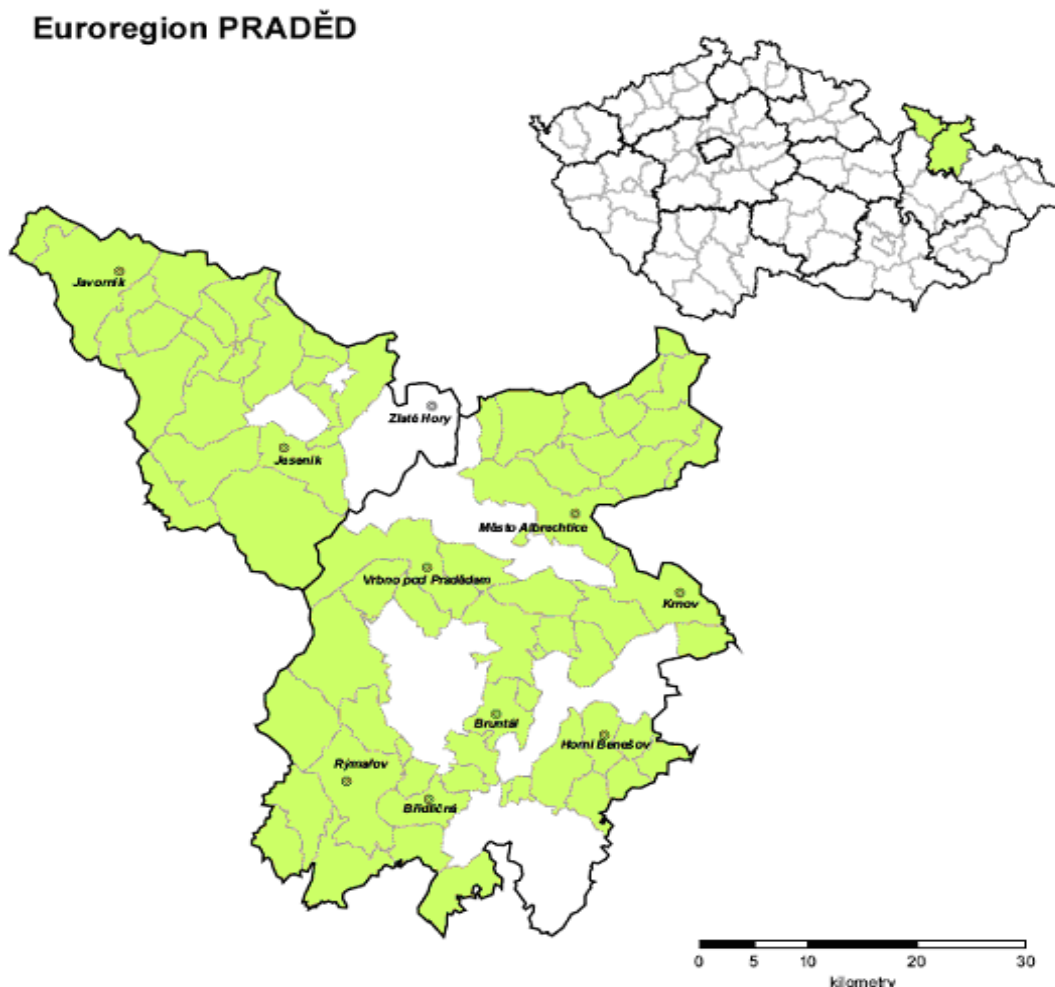 Euroregion PRADĚD
Javorník
Zlaté Hory
Jeseník
Město Albrechtice
Vrbno pod Pradědem
Krnov
Bruntál
Horní Benešov
Rýmařov
Břidličná
0 5 10 20 30
kilometry